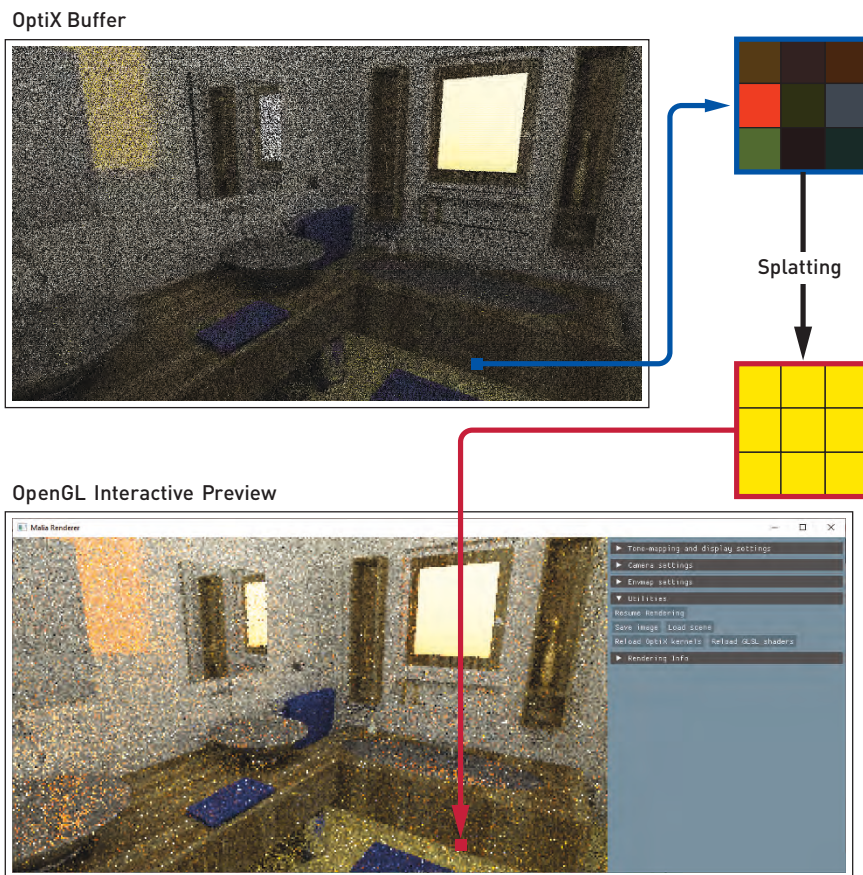 OptiX Buffer
Splatting
OpenGL Interactive Preview
Malia Renderer
Tone-mapping and display settings
Camera settings
Envmap settings
Utilities
Resume Rendering
Save image Load scene
Reload OptiX kernels Reload GLSL shaders
Rendering Info